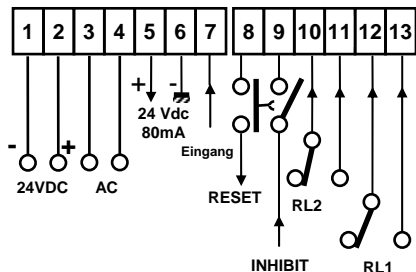 1 2 3 4 5 6 7 8 9 10 11 12 13
+ -
24 Vdc
80mA
Eingang
- +
24VDC AC
RESET
RL2
INHIBIT
RL1